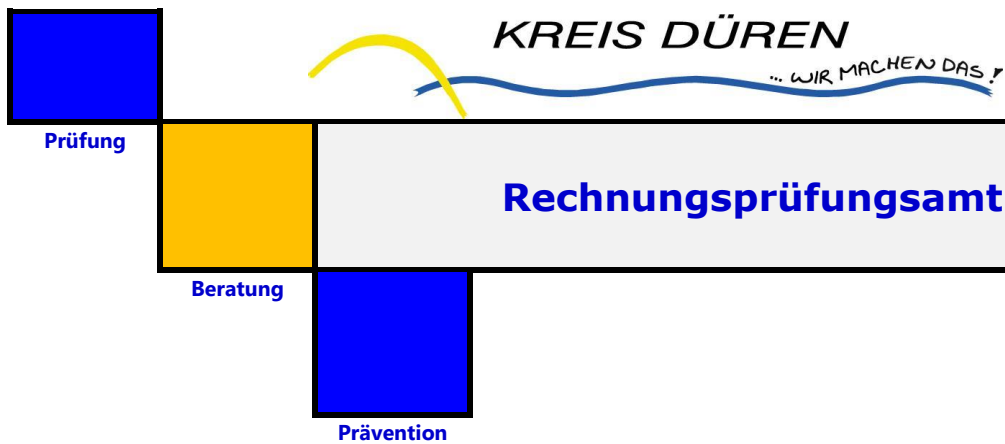 KREIS DÜREN
... WIR MACHEN DAS !
Prüfung
Rechnungsprüfungsamt
Beratung
Prävention